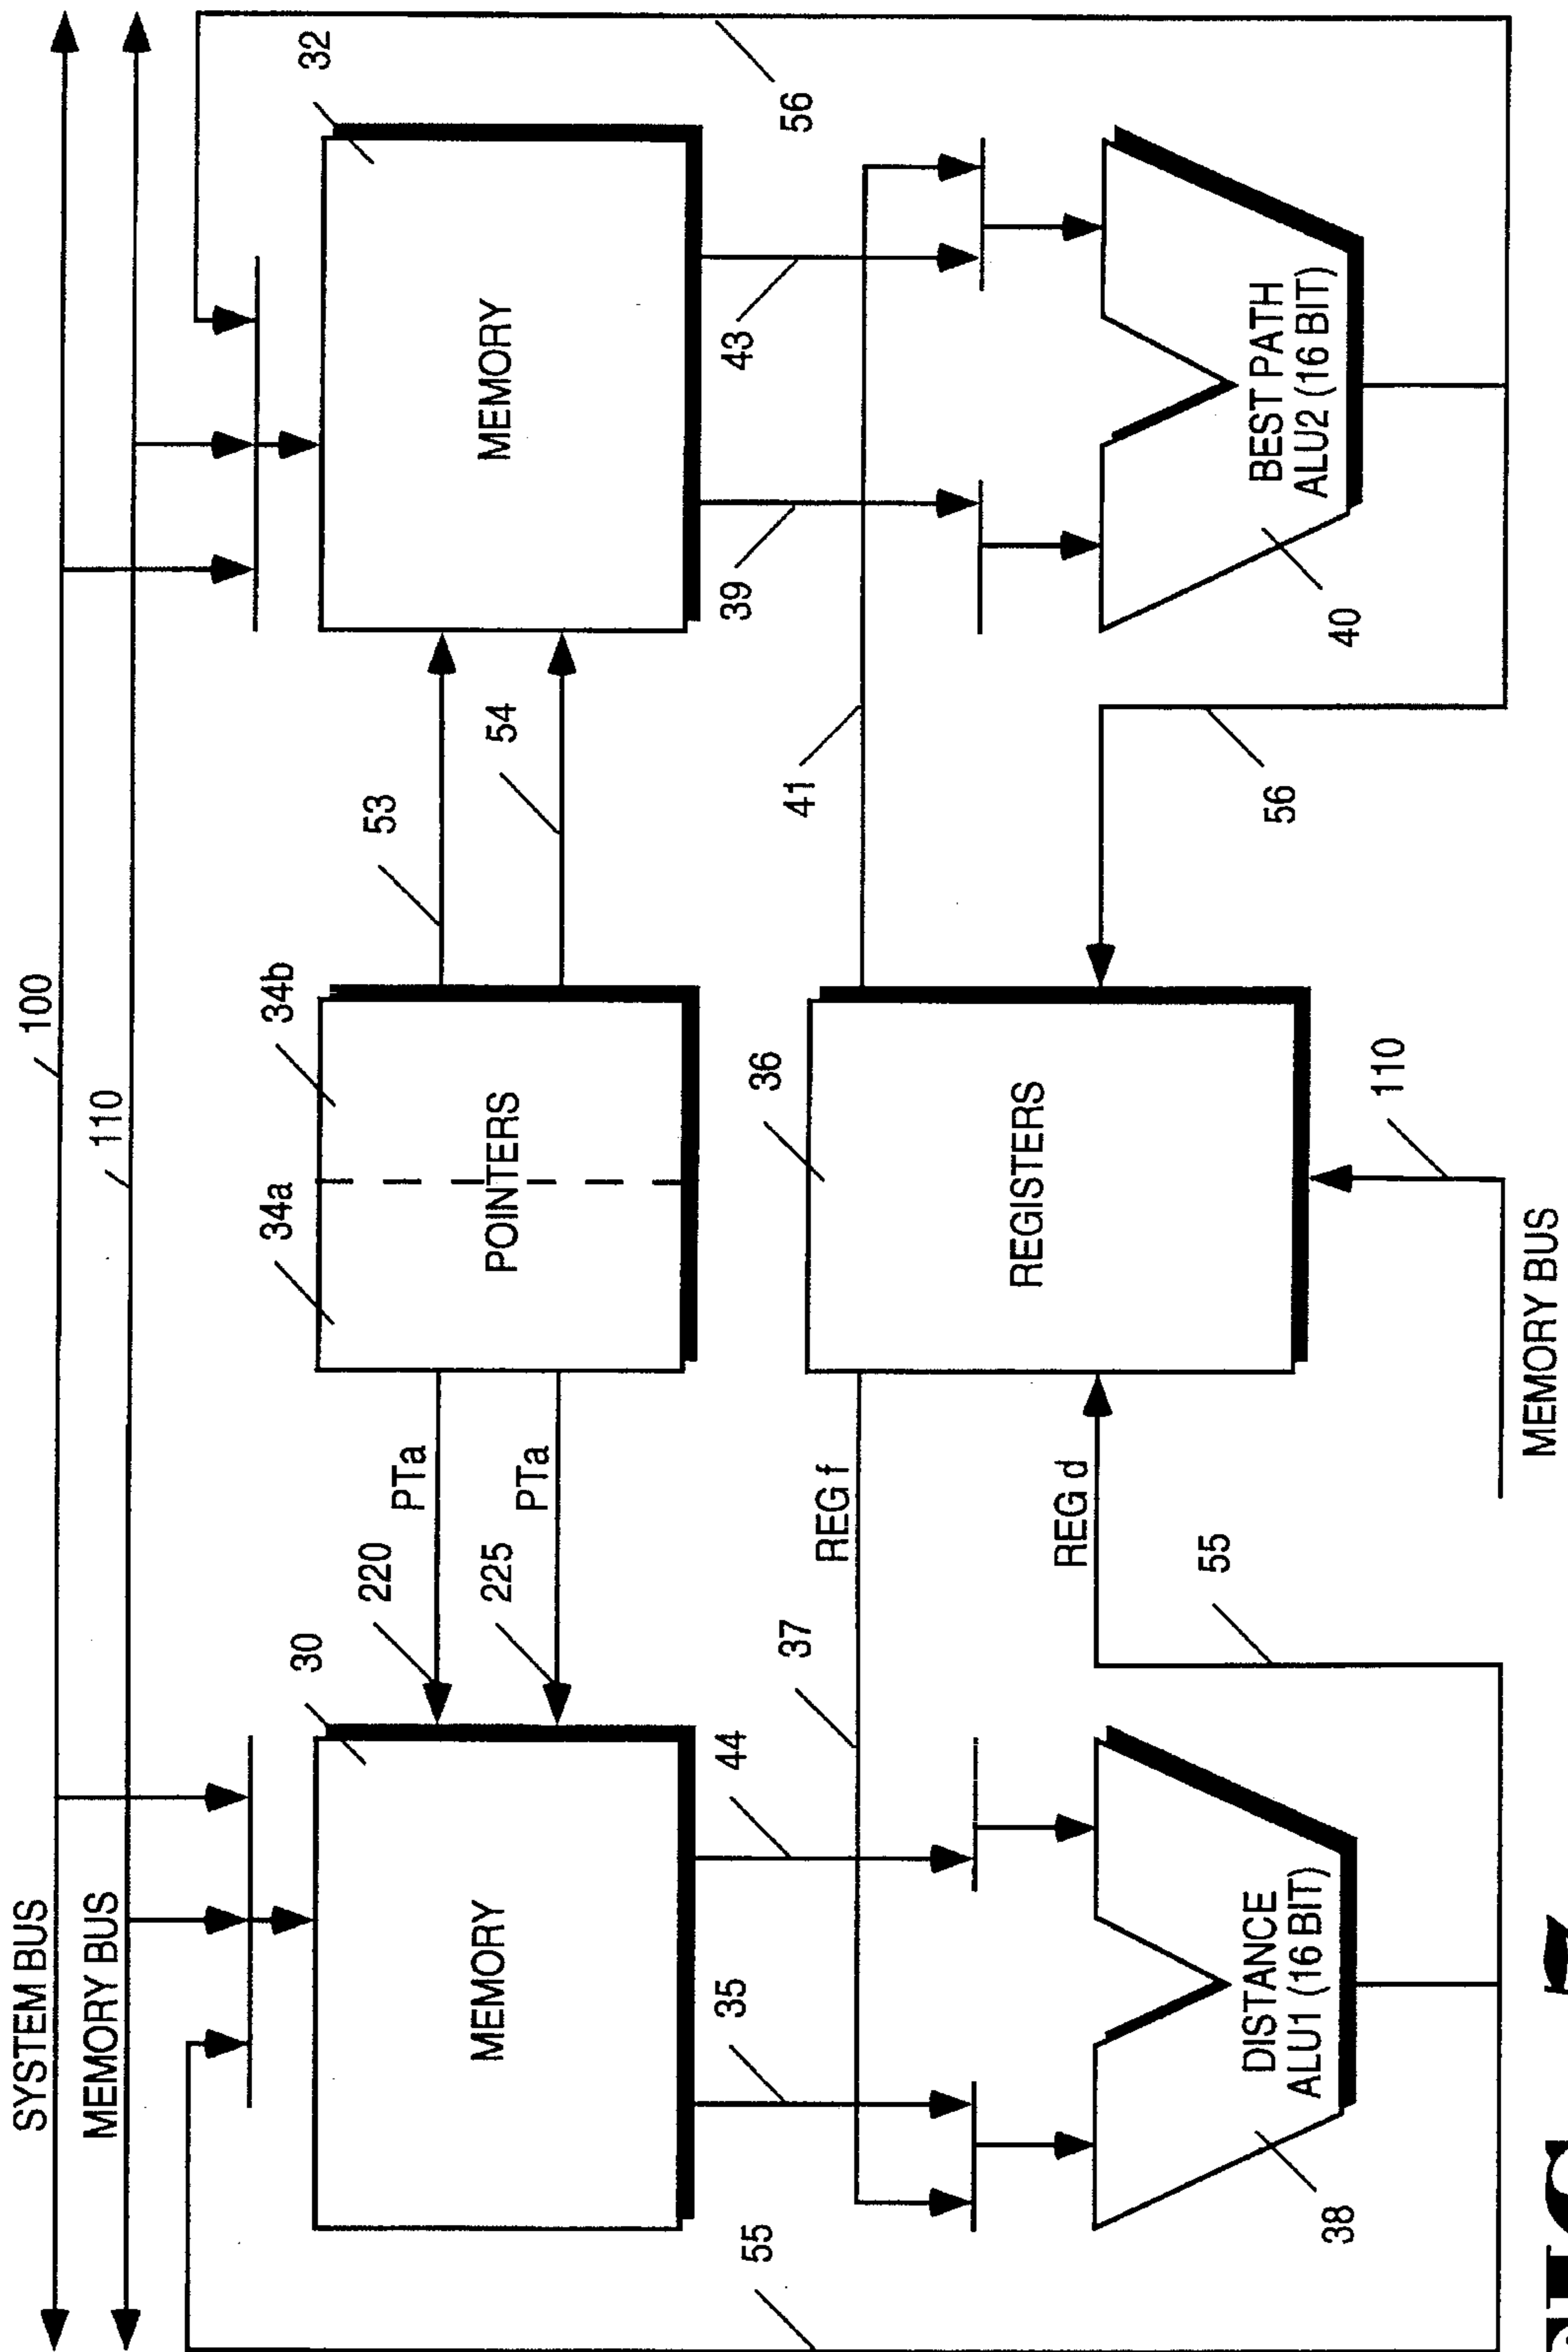 SYSTEM BUS
100
MEMORY BUS
110
30
MEMORY
220
PTa
225
PTa
34a
34b
POINTERS
53
54
32
MEMORY
56
35
44
37
REG f
36
REGISTERS
REG d
41
39
43
DISTANCE
ALU1 (16 BIT)
38
55
55
110
MEMORY BUS
56
40
BEST PATH
ALU2 (16 BIT)